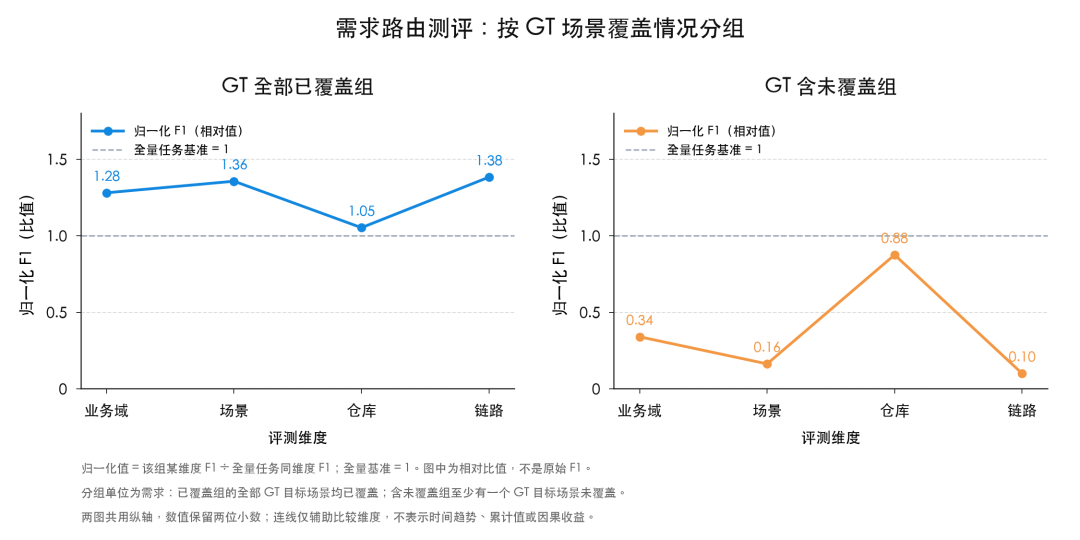 需求路由测评：按 GT 场景覆盖情况分组
GT 全部已覆盖组
归一化 F1（相对值）
全量任务基准 = 1
归一化 F1（比值）
1.5
1.0
0.5
0
1.28
1.36
1.05
1.38
业务域
场景
仓库
链路
评测维度
GT 含未覆盖组
归一化 F1（相对值）
全量任务基准 = 1
归一化 F1（比值）
1.5
1.0
0.5
0
0.34
0.16
0.88
0.10
业务域
场景
仓库
链路
评测维度
归一化值 = 该组某维度 F1 ÷ 全量任务同维度 F1；全量基准 = 1。图中为相对比值，不是原始 F1。
分组单位为需求：已覆盖组的全部 GT 目标场景均已覆盖；含未覆盖组至少有一个 GT 目标场景未覆盖。
两图共用纵轴，数值保留两位小数；连线仅辅助比较维度，不表示时间趋势、累计值或因果收益。